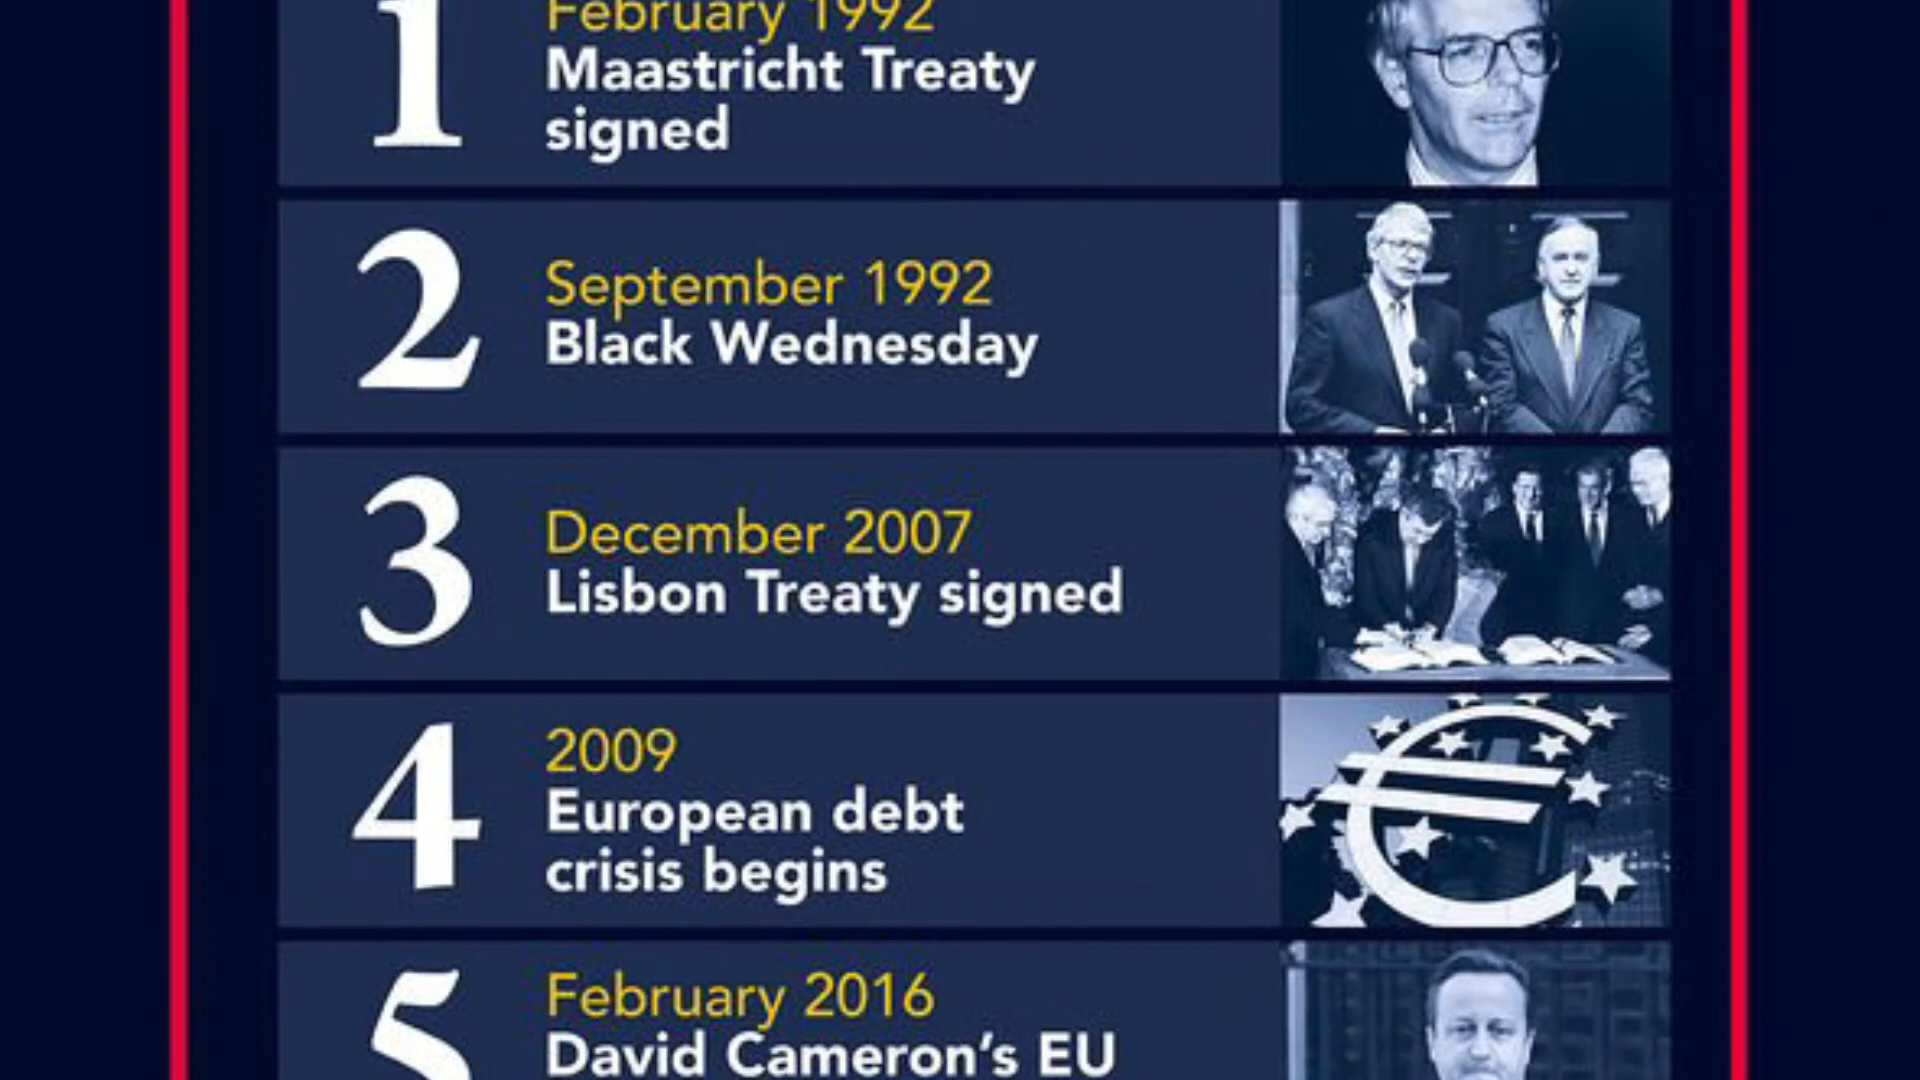 1
February 1992
Maastricht Treaty
signed
2
September 1992
Black Wednesday
3
December 2007
Lisbon Treaty signed
4
2009
European debt
crisis begins
5
February 2016
David Cameron’s EU